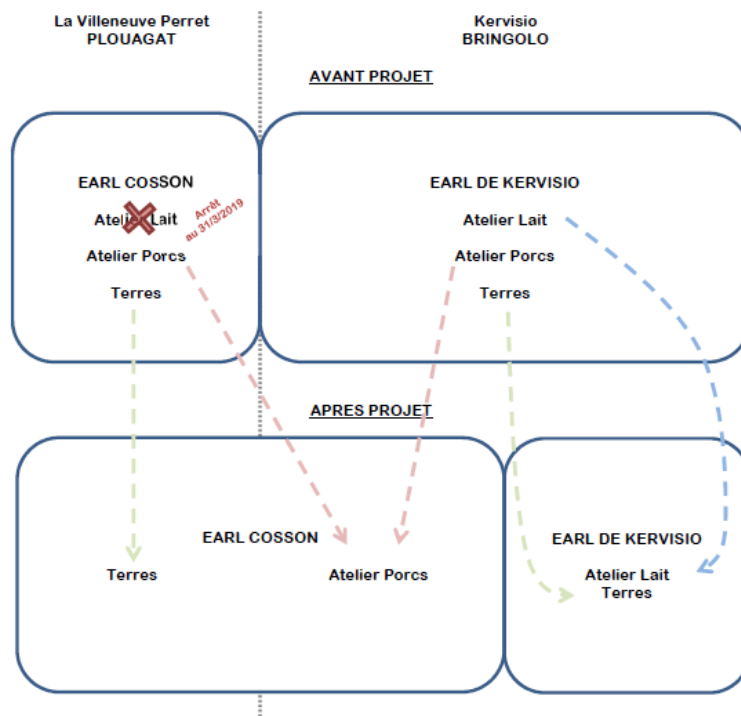 La Villeneuve Perret
PLOUAGAT
Kervisio
BRINGOLO
AVANT PROJET
EARL COSSON
Atelier Lait
Arrêt
au 31/3/2019
Atelier Porcs
Terres
EARL DE KERVISIO
Atelier Lait
Atelier Porcs
Terres
APRES PROJET
EARL COSSON
Terres
Atelier Porcs
EARL DE KERVISIO
Atelier Lait
Terres